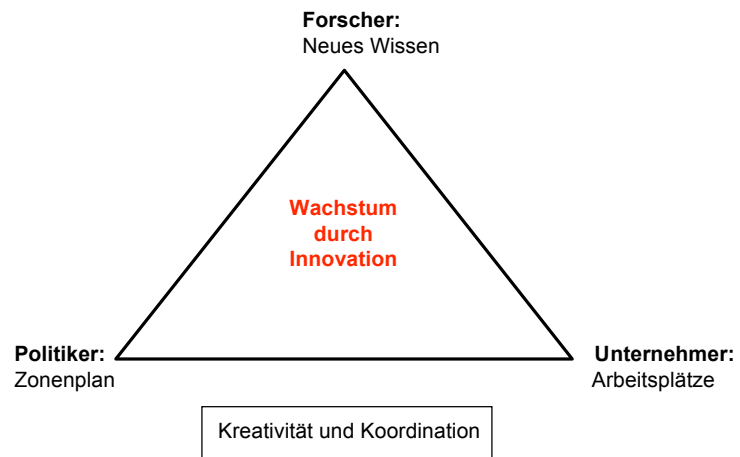 Forscher:
Neues Wissen
Wachstum
durch
Innovation
Politiker:
Zonenplan
Unternehmer:
Arbeitsplätze
Kreativität und Koordination